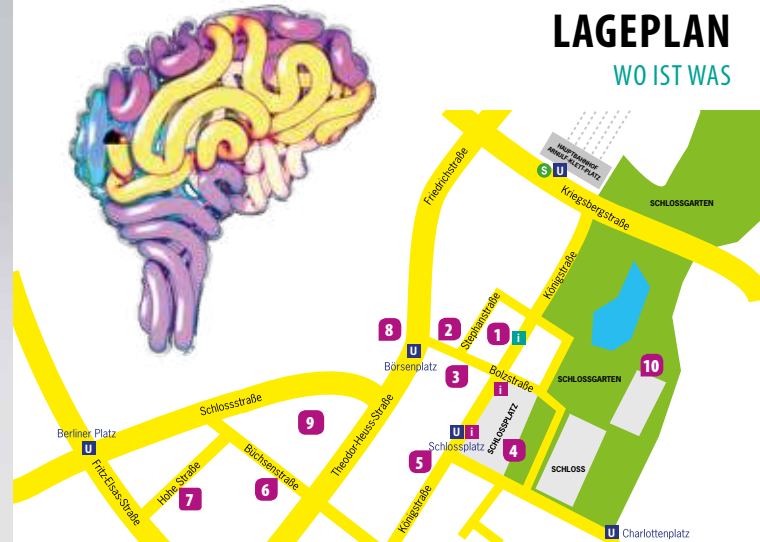 LAGEPLAN
WO IST WAS
HAUPTBAHNHOF
ARNULF-KLETT-PLATZ
S U
Friedrichstraße
Kriegsbergstraße
SCHLOSSGARTEN
Königstraße
Stephanstraße
8
2
1 i
U
Börsenplatz
3
Bolzstraße
i
SCHLOSSGARTEN
10
Schlossstraße
Theodor-Heuss-Straße
9
Berliner Platz
U
U i
Schlossplatz
SCHLOSSPLATZ
4
5
SCHLOSS
Fritz-Elsas-Straße
Hohe Straße
7
Büchsenstraße
6
Königstraße
U Charlottenplatz